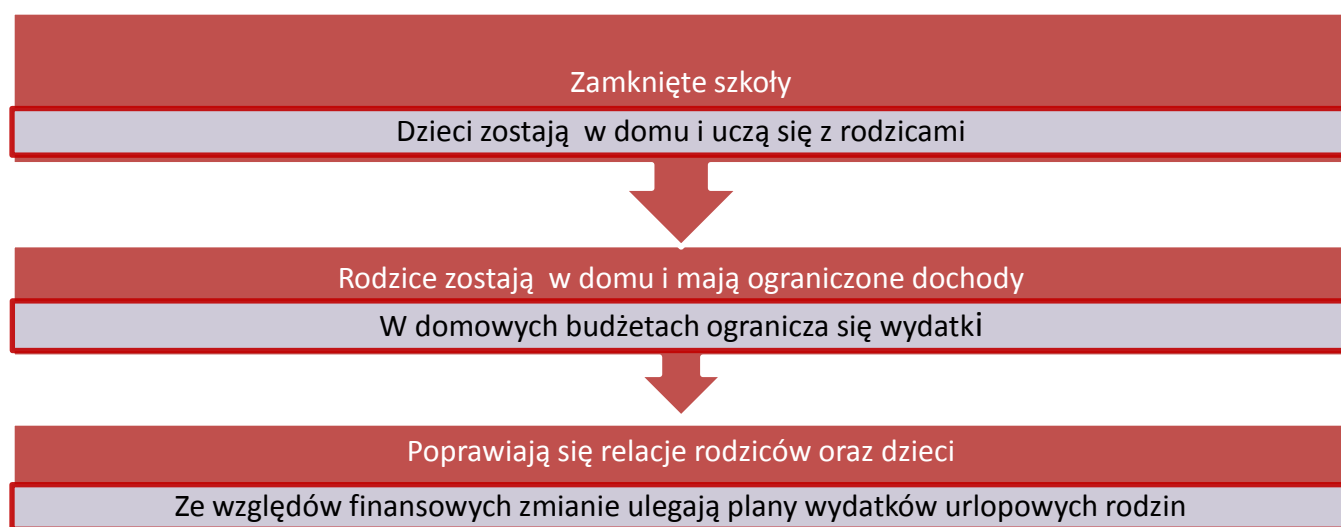 Zamknięte szkoły
Dzieci zostają w domu i uczą się z rodzicami
Rodzice zostają w domu i mają ograniczone dochody
W domowych budżetach ogranicza się wydatki
Poprawiają się relacje rodziców oraz dzieci
Ze względów finansowych zmianie ulegają plany wydatków urlopowych rodzin